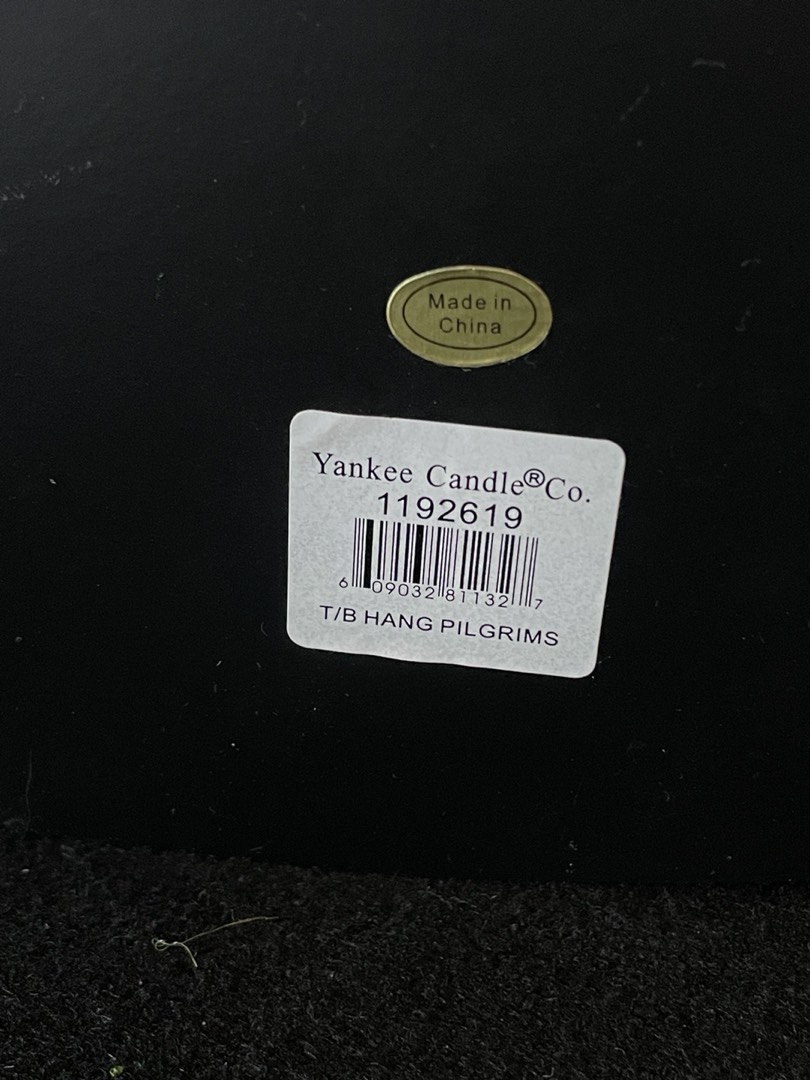 Made in
China
Yankee Candle®Co.
1192619
6 09032 81132 7
T/B HANG PILGRIMS